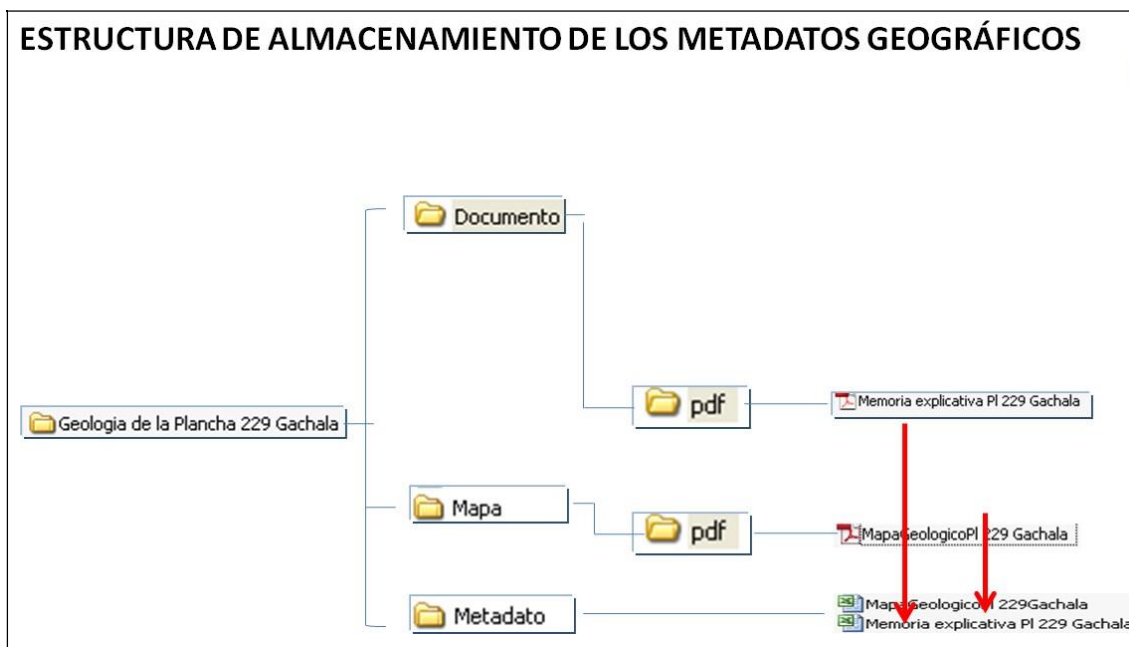 ESTRUCTURA DE ALMACENAMIENTO DE LOS METADATOS GEOGRÁFICOS
Documento
Geologia de la Plancha 229 Gachala
pdf
Memoria explicativa Pl 229 Gachala
Mapa
pdf
MapaGeologicoPl 229 Gachala
Metadato
MapaGeologicoPl 229Gachala
Memoria explicativa Pl 229 Gachala